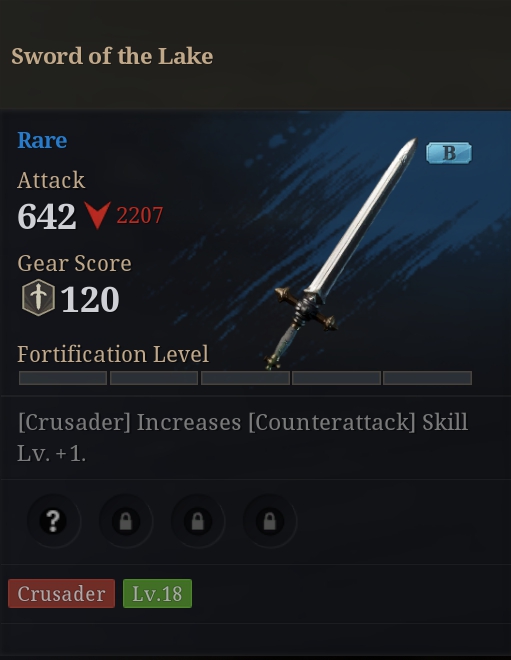 Sword of the Lake
Rare
B
Attack
642 2207
Gear Score
120
Fortification Level
[Crusader] Increases [Counterattack] Skill
Lv. +1.
?
Crusader Lv.18